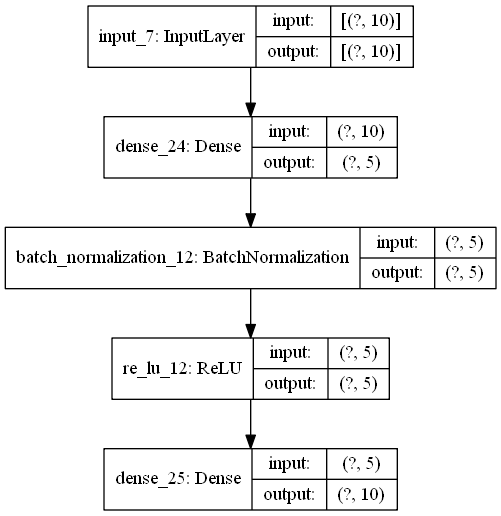 input_7: InputLayer
input: [(?, 10)]
output: [(?, 10)]
dense_24: Dense
input: (?, 10)
output: (?, 5)
batch_normalization_12: BatchNormalization
input: (?, 5)
output: (?, 5)
re_lu_12: ReLU
input: (?, 5)
output: (?, 5)
dense_25: Dense
input: (?, 5)
output: (?, 10)